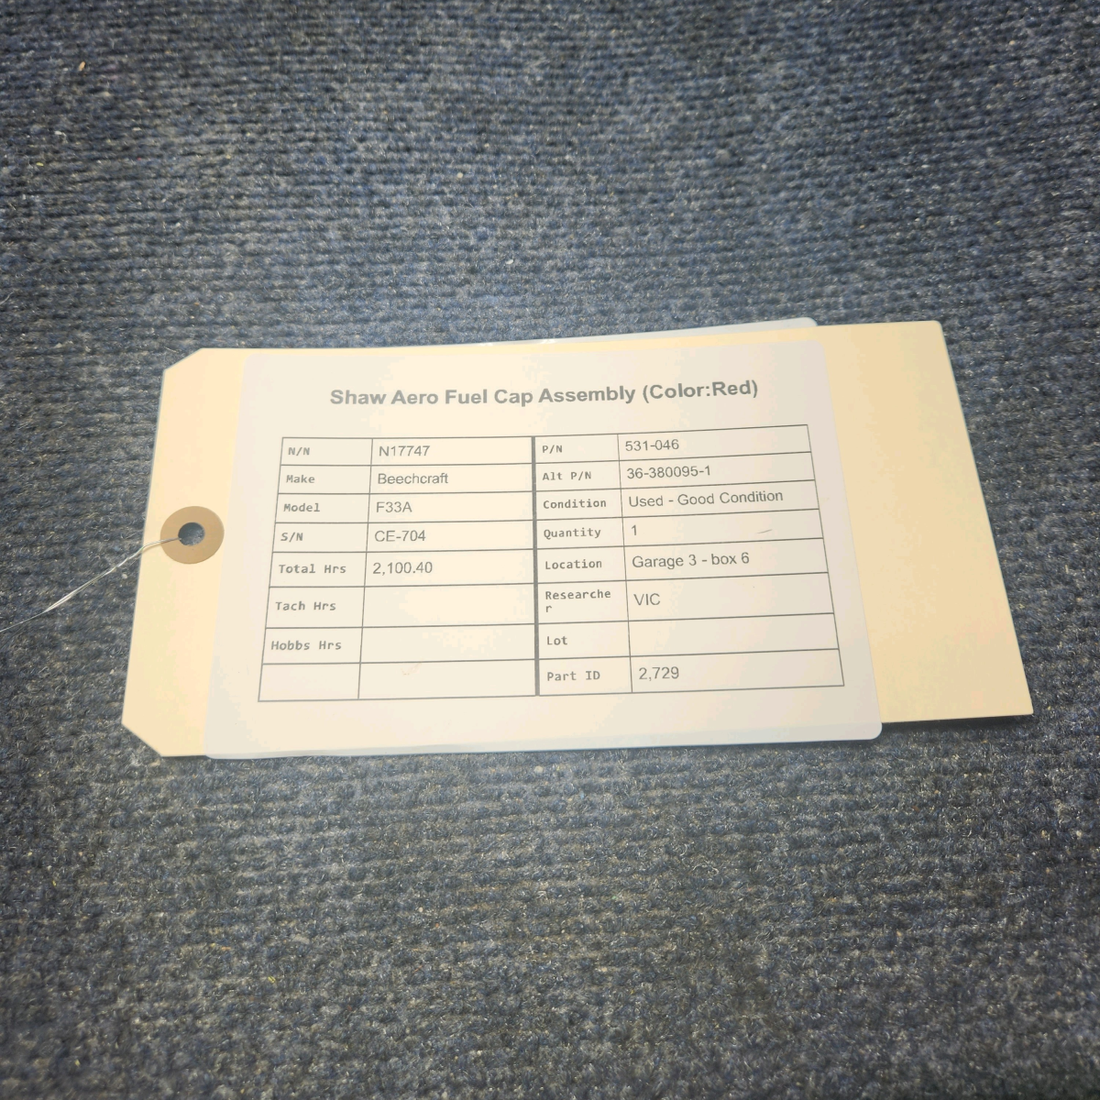 Shaw Aero Fuel Cap Assembly (Color:Red)
N/N N17747 P/N 531-046
Make Beechcraft Alt P/N 36-380095-1
Model F33A Condition Used - Good Condition
S/N CE-704 Quantity 1
Total Hrs 2,100.40 Location Garage 3 - box 6
Tach Hrs Researche
r VIC
Hobbs Hrs Lot
Part ID 2,729